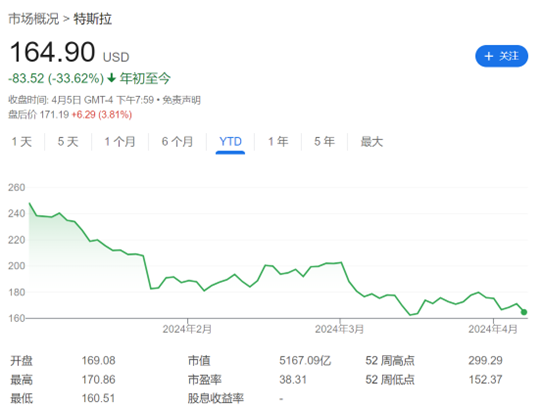 市场概况 > 特斯拉
164.90 USD
+ 关注
-83.52 (-33.62%) 年初至今
收盘时间: 4月5日 GMT-4 下午7:59 • 免责声明
盘后价 171.19 +6.29 (3.81%)
1 天 5 天 1 个月 6 个月 YTD 1 年 5 年 最大
260
240
220
200
180
160
2024年2月 2024年3月 2024年4月
开盘 169.08 市值 5167.09亿 52 周高点 299.29
最高 170.86 市盈率 38.31 52 周低点 152.37
最低 160.51 股息收益率 -